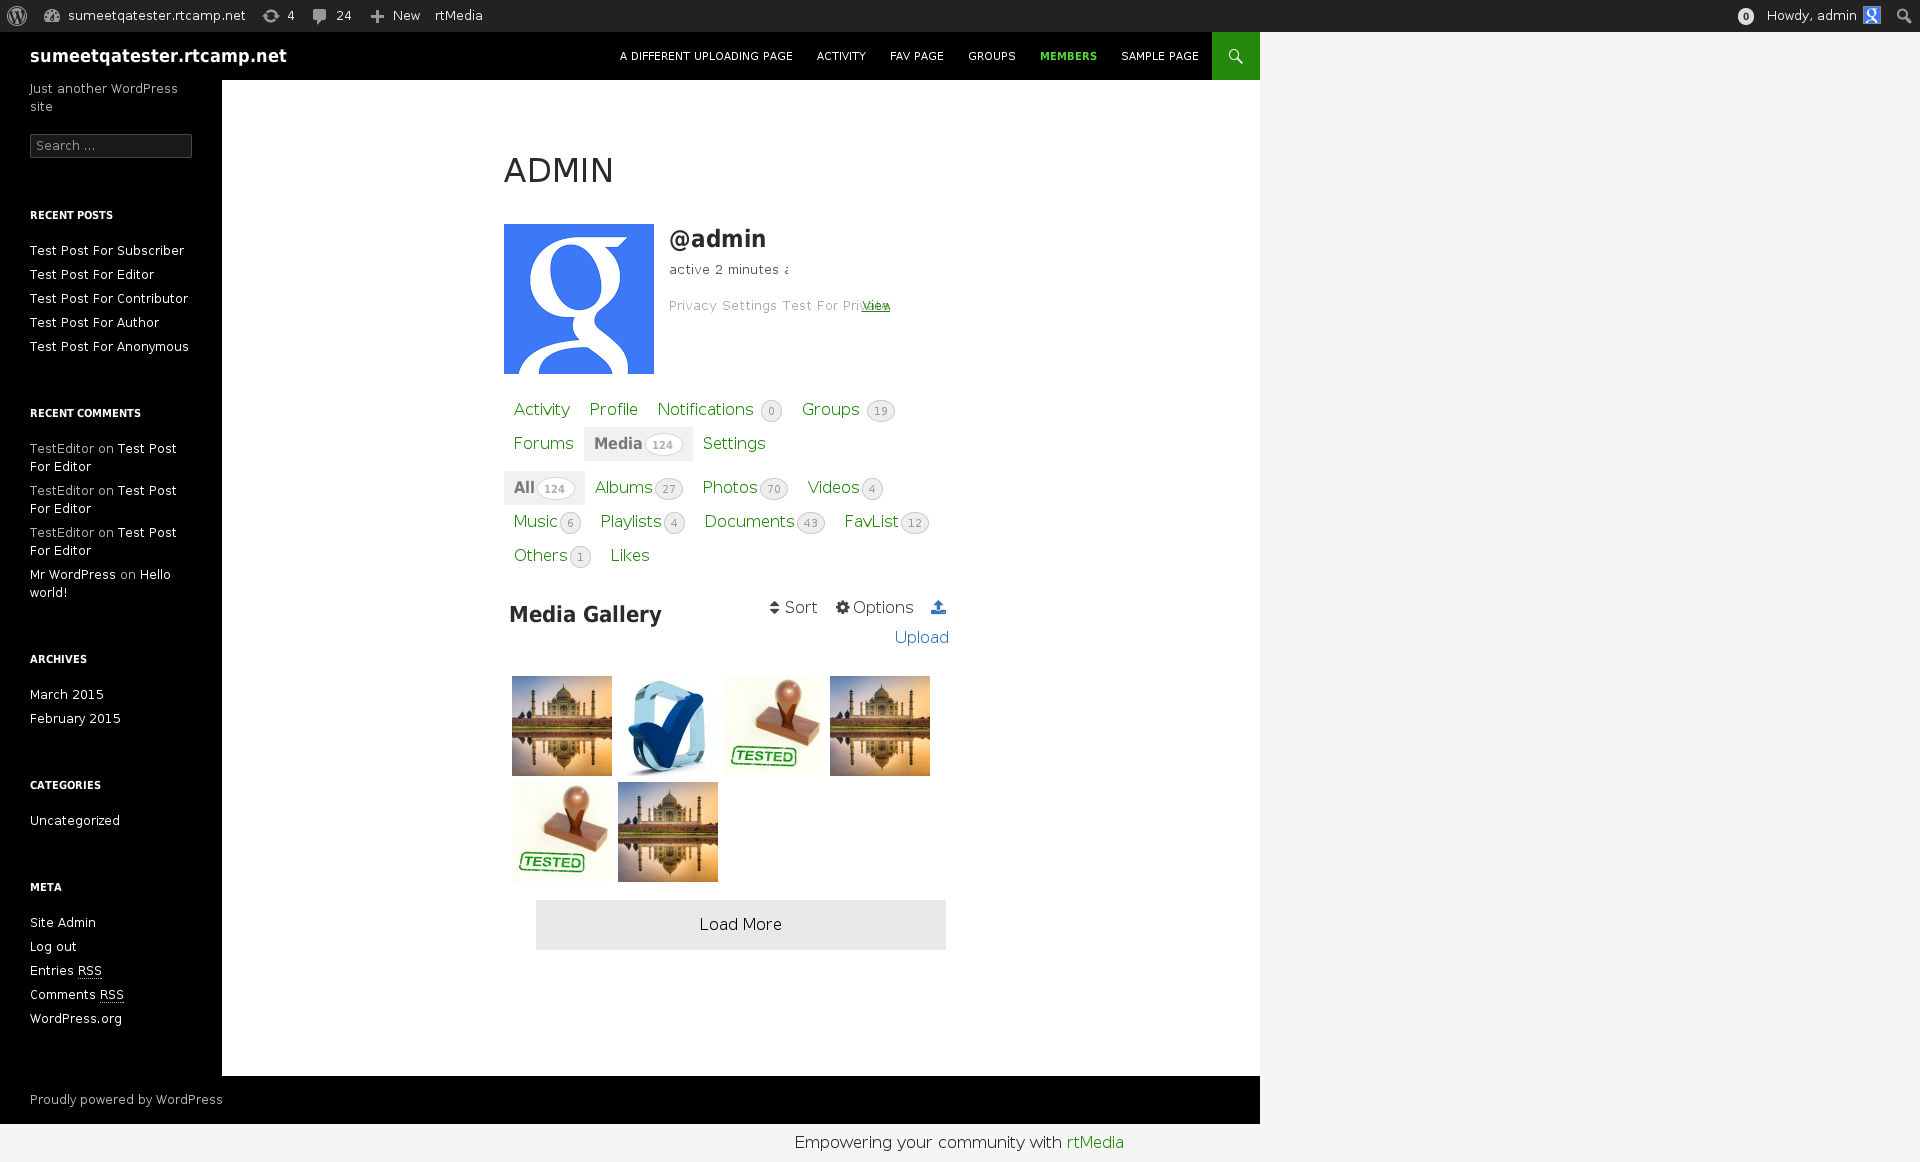 sumeetqatester.rtcamp.net 4 24 New rtMedia 0 Howdy, admin
sumeetqatester.rtcamp.net A DIFFERENT UPLOADING PAGE ACTIVITY FAV PAGE GROUPS MEMBERS SAMPLE PAGE
Just another WordPress
site
Search ...
RECENT POSTS
Test Post For Subscriber
Test Post For Editor
Test Post For Contributor
Test Post For Author
Test Post For Anonymous
RECENT COMMENTS
TestEditor on Test Post
For Editor
TestEditor on Test Post
For Editor
TestEditor on Test Post
For Editor
Mr WordPress on Hello
world!
ARCHIVES
March 2015
February 2015
CATEGORIES
Uncategorized
META
Site Admin
Log out
Entries RSS
Comments RSS
WordPress.org
ADMIN
g
@admin
active 2 minutes
Privacy Settings Test For View
Activity Profile Notifications 0 Groups 19
Forums Media 124 Settings
All 124 Albums 27 Photos 70 Videos 4
Music 6 Playlists 4 Documents 43 FavList 12
Others 1 Likes
Media Gallery Sort Options
Upload
TESTED
TESTED
Load More
Proudly powered by WordPress
Empowering your community with rtMedia